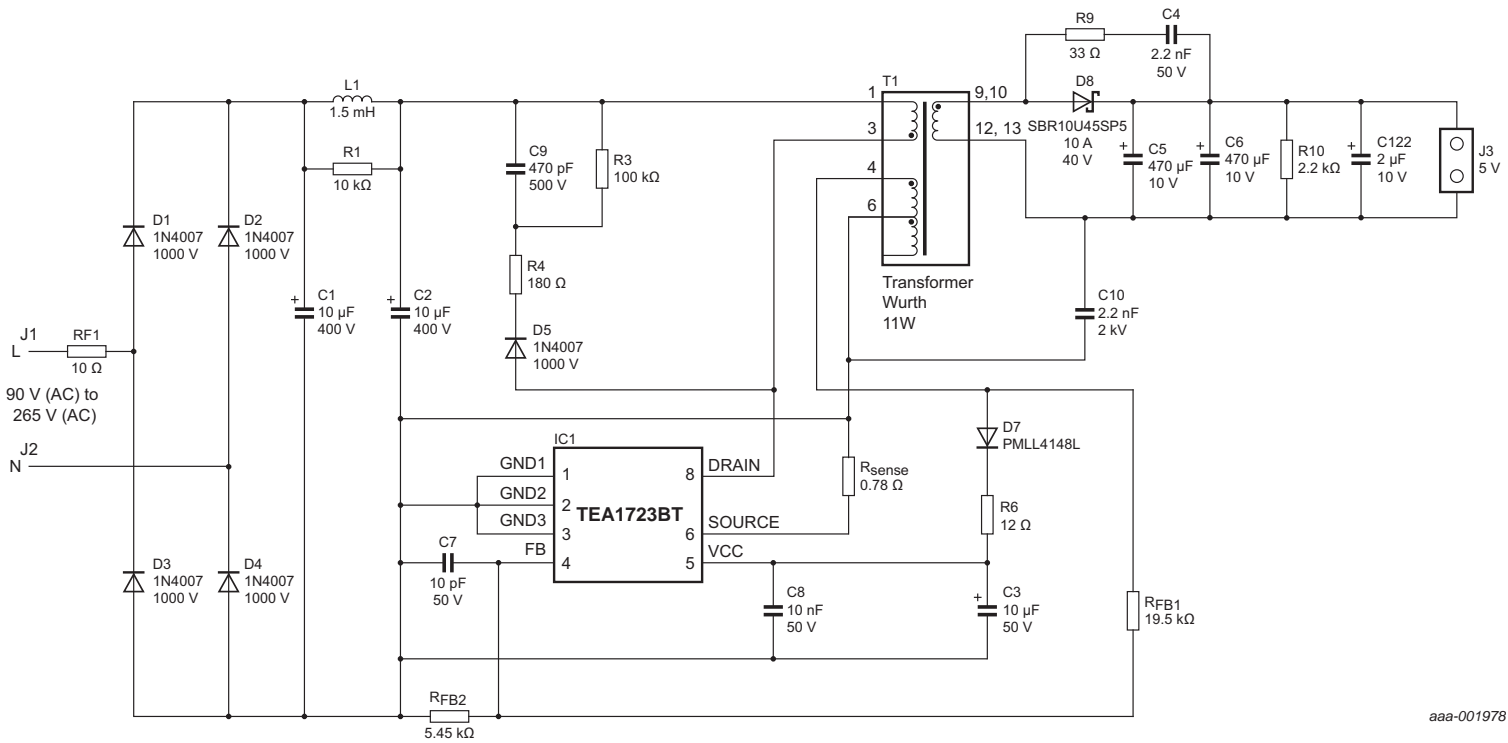 R9
33 Ω
C4
2.2 nF
50 V
L1
1.5 mH
T1
1
3
4
6
9,10
12, 13
D8
SBR10U45SP5
10 A
40 V
R1
10 kΩ
C9
470 pF
500 V
R3
100 kΩ
C5
470 µF
10 V
+
C6
470 µF
10 V
+
R10
2.2 kΩ
C122
2 µF
10 V
+
J3
5 V
D1
1N4007
1000 V
D2
1N4007
1000 V
R4
180 Ω
Transformer
Wurth
11W
C1
10 µF
400 V
+
C2
10 µF
400 V
+
C10
2.2 nF
2 kV
J1
L
RF1
10 Ω
D5
1N4007
1000 V
90 V (AC) to
265 V (AC)
J2
N
D7
PMLL4148L
IC1
GND1
1
GND2
2
GND3
3
FB
4
TEA1723BT
8
DRAIN
6
SOURCE
5
VCC
Rsense
0.78 Ω
R6
12 Ω
D3
1N4007
1000 V
D4
1N4007
1000 V
C7
10 pF
50 V
C8
10 nF
50 V
C3
10 µF
50 V
+
RFB1
19.5 kΩ
RFB2
5.45 kΩ
aaa-001978